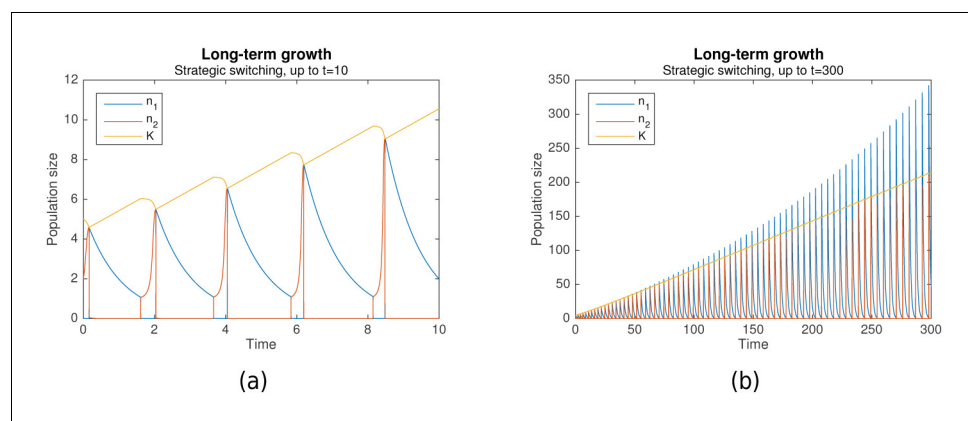 Long-term growth
Strategic switching, up to t=10
12
10
8
6
4
2
0
Population size
n1
n2
K
0 2 4 6 8 10
Time
(a)
Long-term growth
Strategic switching, up to t=300
350
300
250
200
150
100
50
0
Population size
n1
n2
K
0 50 100 150 200 250 300
Time
(b)